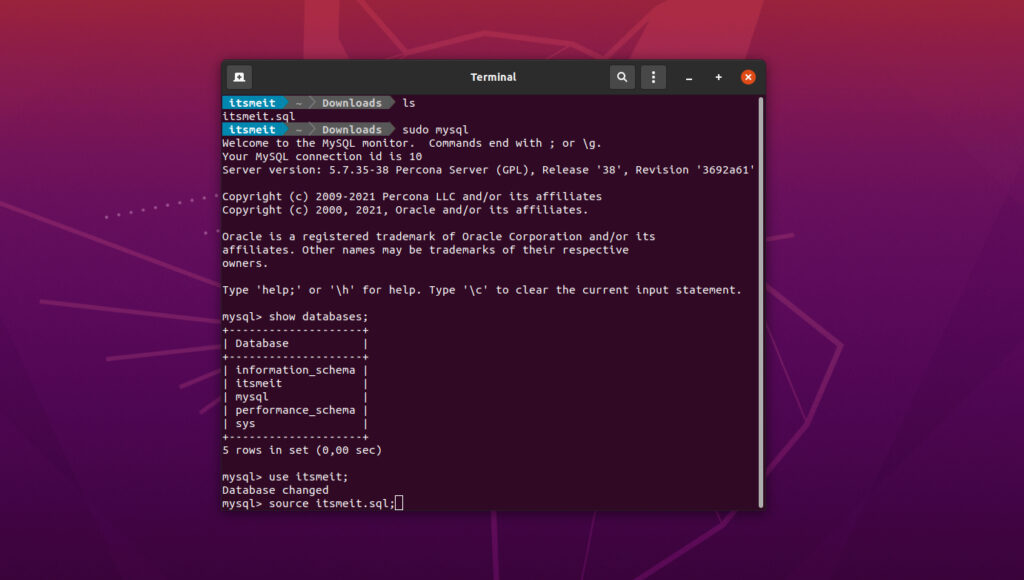 Terminal
itsmeit ~ Downloads ls
itsmeit.sql
itsmeit ~ Downloads sudo mysql
Welcome to the MySQL monitor.  Commands end with ; or \g.
Your MySQL connection id is 10
Server version: 5.7.35-38 Percona Server (GPL), Release '38', Revision '3692a61'
Copyright (c) 2009-2021 Percona LLC and/or its affiliates
Copyright (c) 2000, 2021, Oracle and/or its affiliates.
Oracle is a registered trademark of Oracle Corporation and/or its
affiliates. Other names may be trademarks of their respective
owners.
Type 'help;' or '\h' for help. Type '\c' to clear the current input statement.
mysql> show databases;
+--------------------+
| Database           |
+--------------------+
| information_schema |
| itsmeit            |
| mysql              |
| performance_schema |
| sys                |
+--------------------+
5 rows in set (0,00 sec)
mysql> use itsmeit;
Database changed
mysql> source itsmeit.sql;